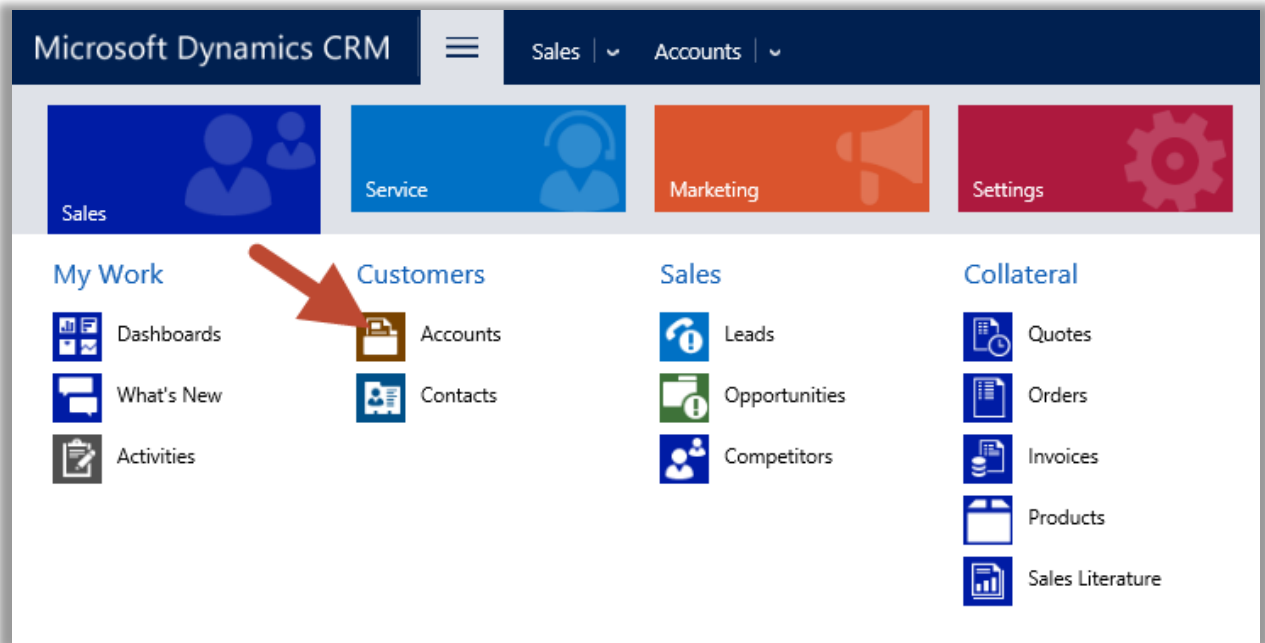 Microsoft Dynamics CRM Sales Accounts
Sales
Service
Marketing
Settings
My Work
Dashboards
What's New
Activities
Customers
Accounts
Contacts
Sales
Leads
Opportunities
Competitors
Collateral
Quotes
Orders
Invoices
Products
Sales Literature